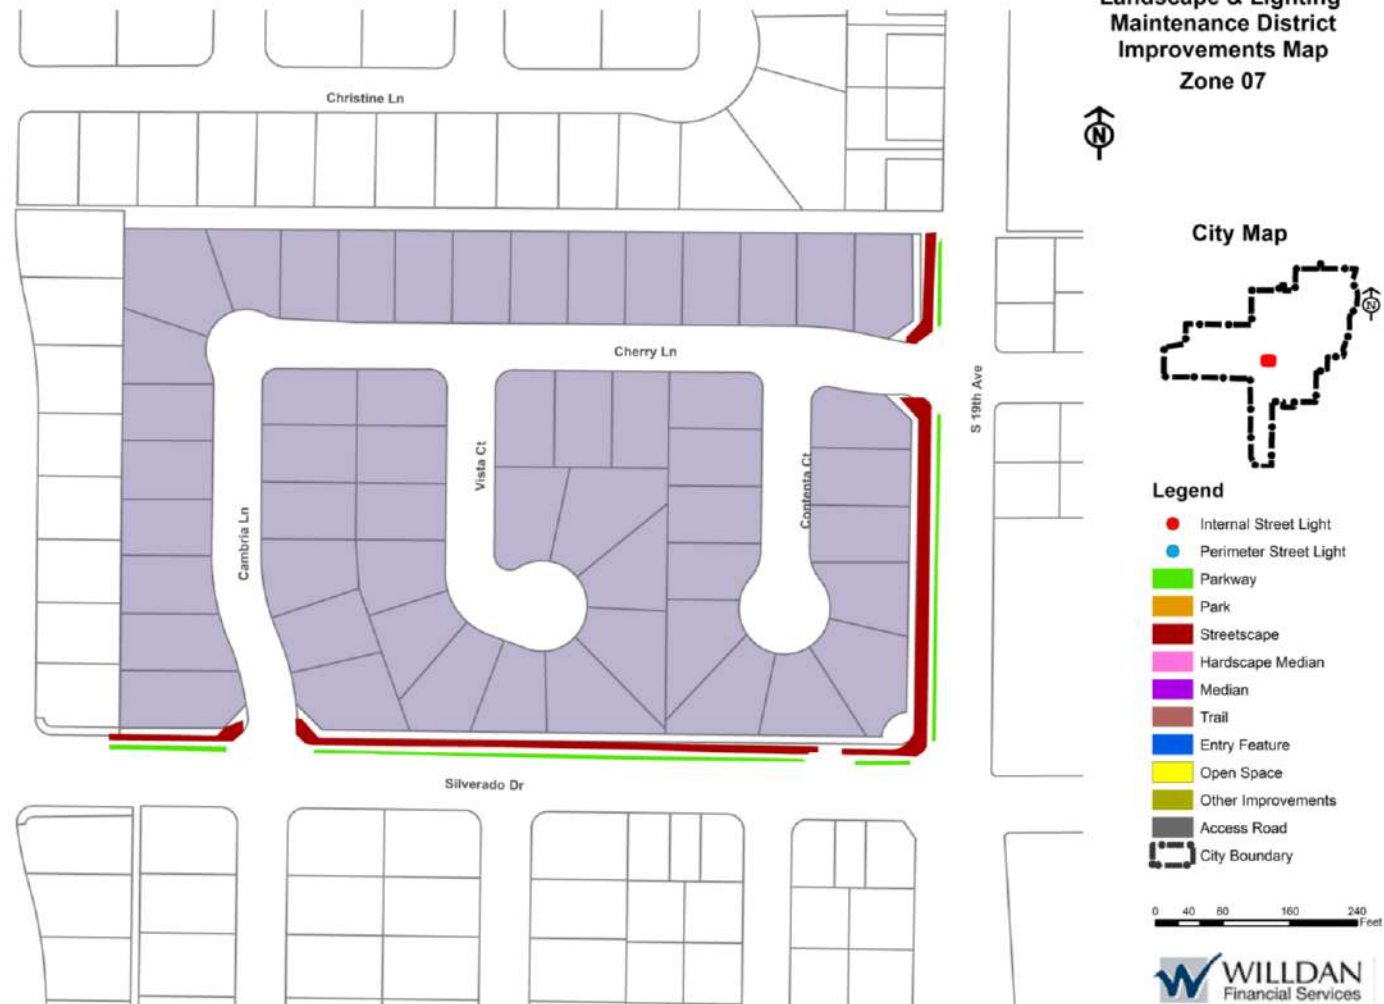 Landscape & Lighting
Maintenance District
Improvements Map
Zone 07
N
City Map
N
Christine Ln
Cherry Ln
S 19th Ave
Vista Ct
Contenta Ct
Cambria Ln
Silverado Dr
Legend
Internal Street Light
Perimeter Street Light
Parkway
Park
Streetscape
Hardscape Median
Median
Trail
Entry Feature
Open Space
Other Improvements
Access Road
City Boundary
0 40 80 160 240
Feet
WILLDAN
Financial Services